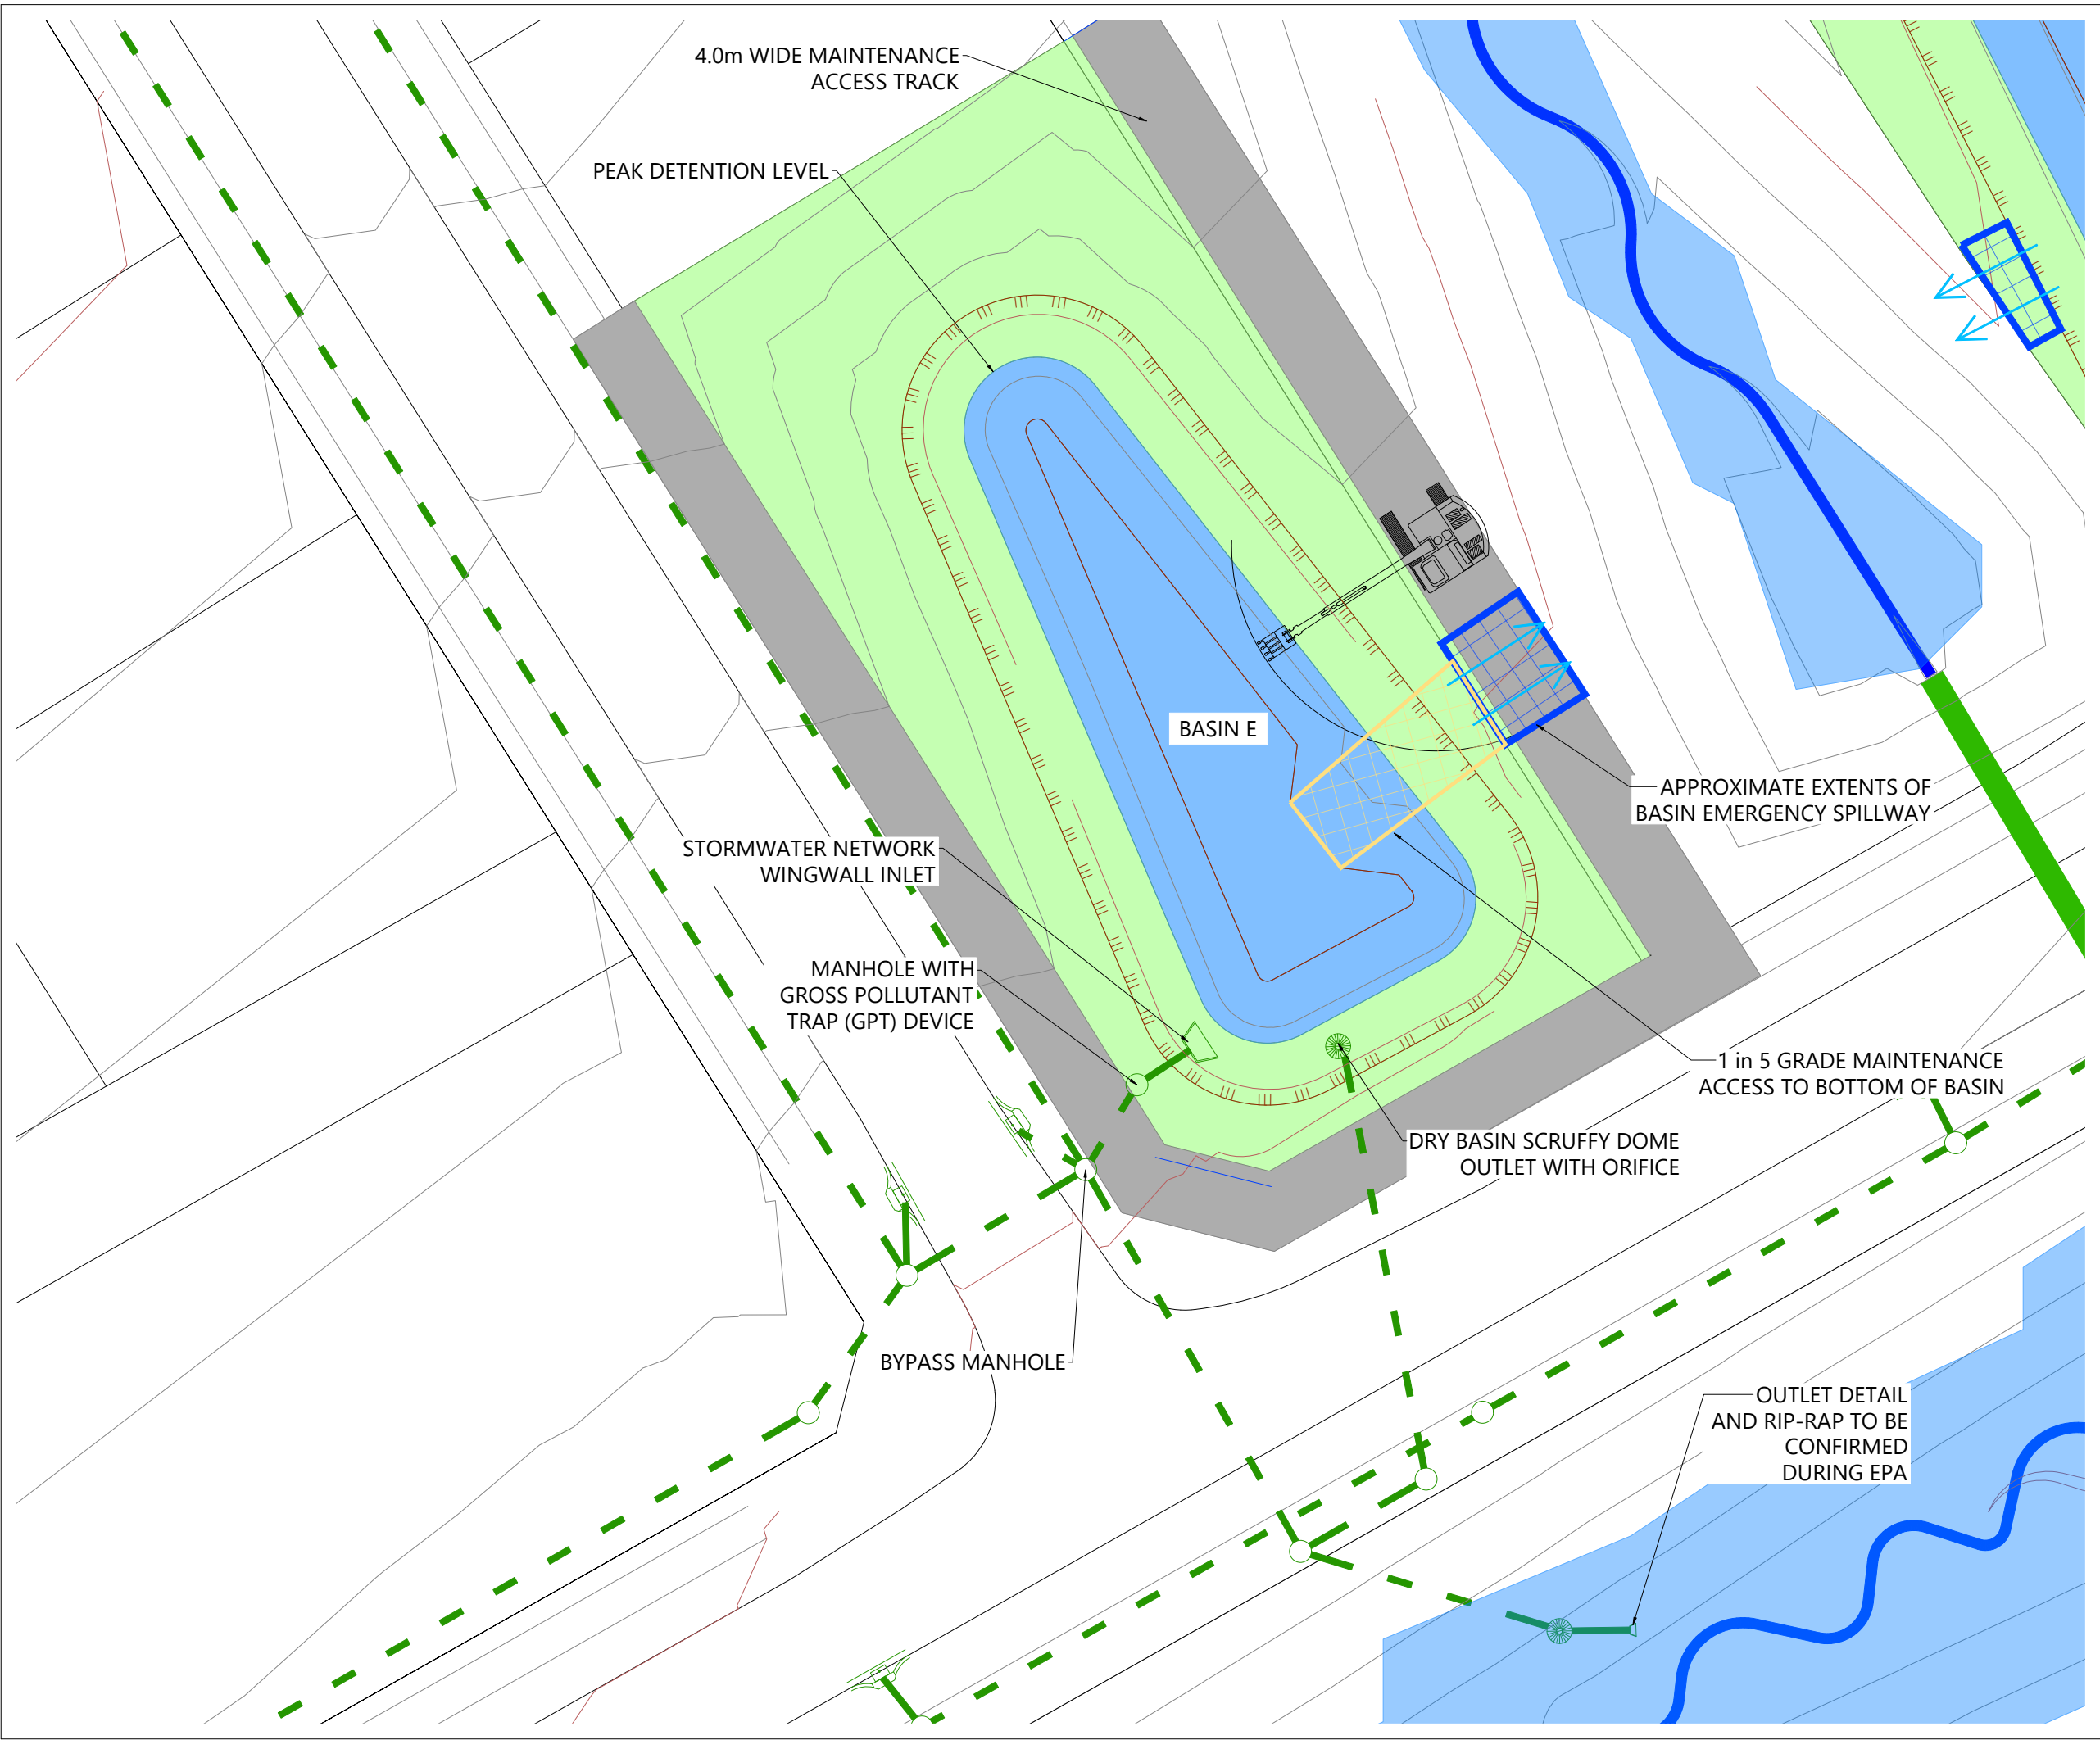 4.0m WIDE MAINTENANCE
ACCESS TRACK
PEAK DETENTION LEVEL
BASIN E
APPROXIMATE EXTENTS OF
BASIN EMERGENCY SPILLWAY
STORMWATER NETWORK
WINGWALL INLET
MANHOLE WITH
GROSS POLLUTANT
TRAP (GPT) DEVICE
1 in 5 GRADE MAINTENANCE
ACCESS TO BOTTOM OF BASIN
DRY BASIN SCRUFFY DOME
OUTLET WITH ORIFICE
BYPASS MANHOLE
OUTLET DETAIL
AND RIP-RAP TO BE
CONFIRMED
DURING EPA